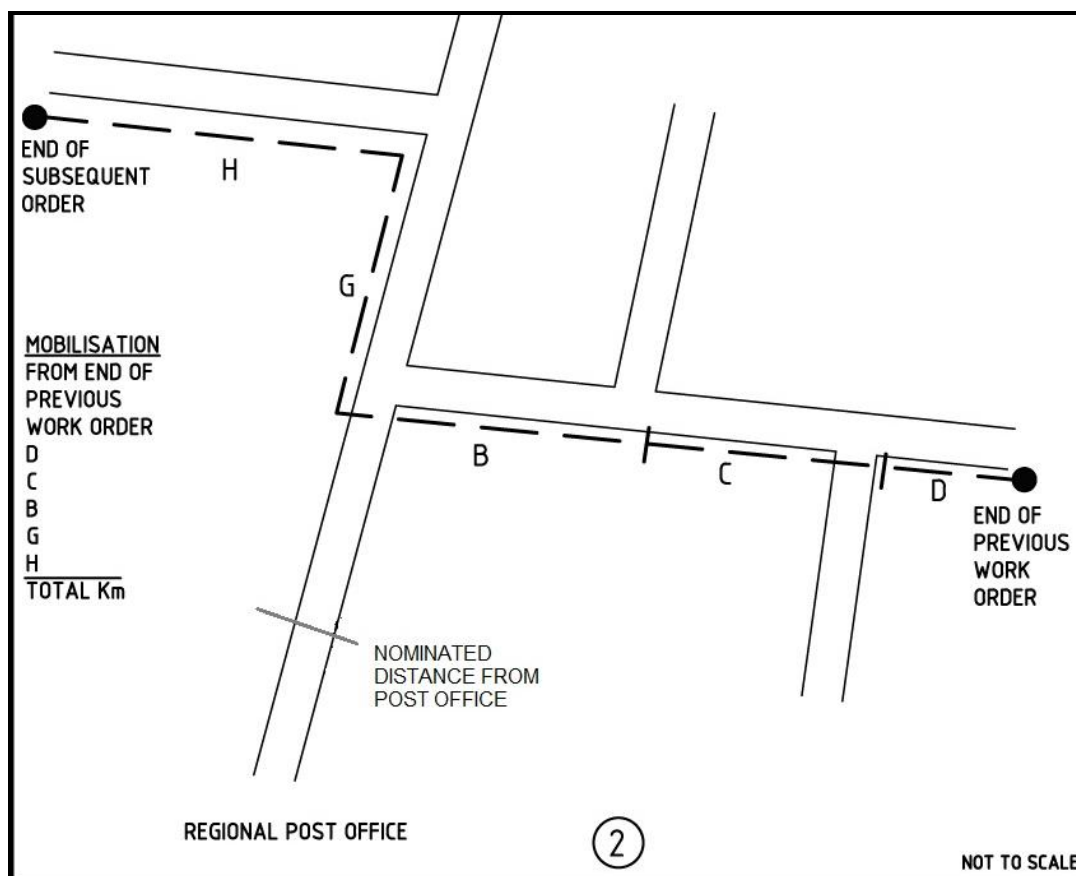 END OF
SUBSEQUENT
ORDER
H
G
MOBILISATION
FROM END OF
PREVIOUS
WORK ORDER
D
C
B
G
H
TOTAL Km
B
C
D
END OF
PREVIOUS
WORK
ORDER
NOMINATED
DISTANCE FROM
POST OFFICE
REGIONAL POST OFFICE
2
NOT TO SCALE